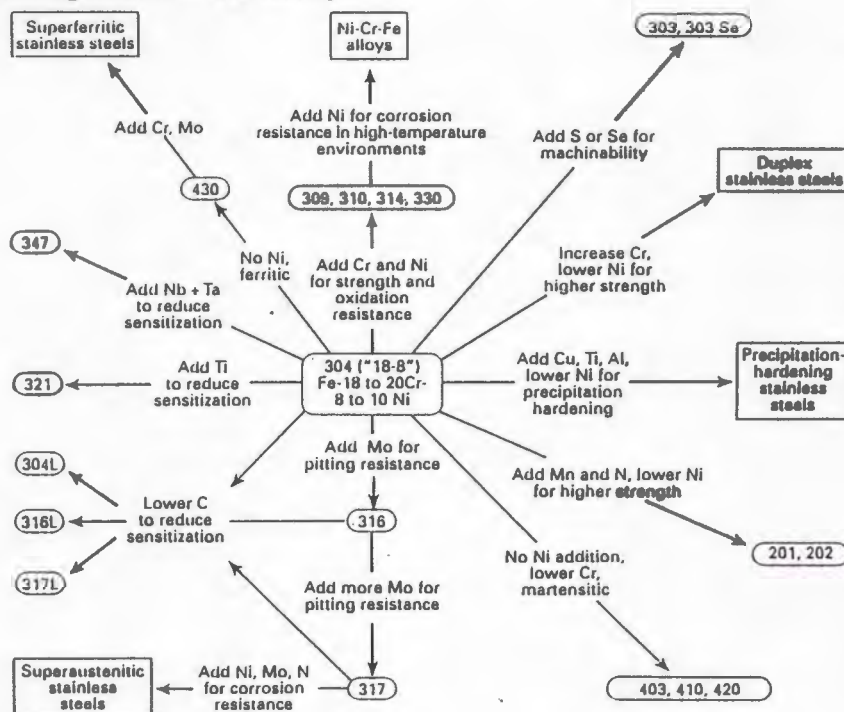 Superferritic
stainless steels
Ni-Cr-Fe
alloys
303, 303 Se
Add Cr, Mo
Add Ni for corrosion
resistance in high-temperature
environments
Add S or Se for
machinability
Duplex
stainless steels
430
309, 310, 314, 330
347
No Ni,
ferritic
Add Cr and Ni
for strength and
oxidation
resistance
Increase Cr,
lower Ni for
higher strength
Add Nb + Ta
to reduce
sensitization
321
Add Ti
to reduce
sensitization
304 ("18-8")
Fe-18 to 20Cr-
8 to 10 Ni
Add Cu, Ti, Al,
lower Ni for
precipitation
hardening
Precipitation-
hardening
stainless
steels
304L
316L
317L
Lower C
to reduce
sensitization
Add Mo for
pitting resistance
316
Add Mn and N, lower Ni
for higher strength
201, 202
Add more Mo for
pitting resistance
No Ni addition,
lower Cr,
martensitic
Superaustenitic
stainless
steels
Add Ni, Mo, N
for corrosion
resistance
317
403, 410, 420